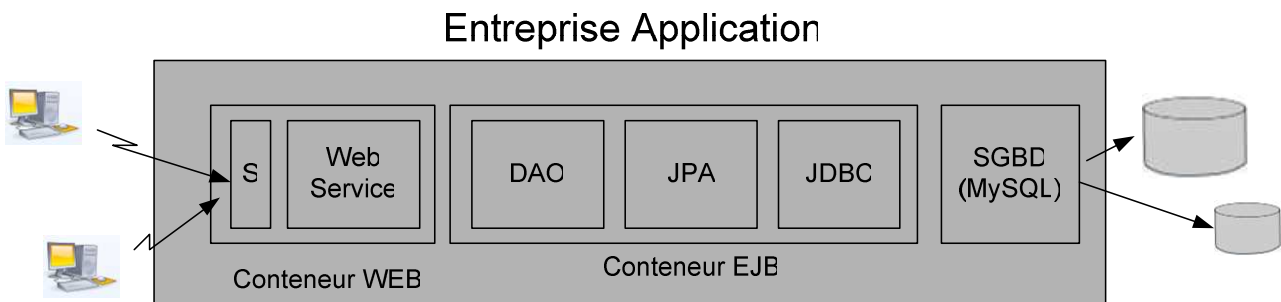 Entreprise Application
S
Web
Service
DAO
JPA
JDBC
SGBD
(MySQL)
Conteneur WEB
Conteneur EJB